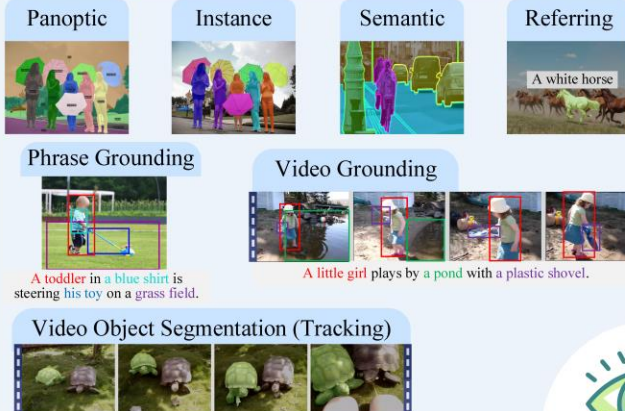 Panoptic
Instance
Semantic
Referring
A white horse
Phrase Grounding
Video Grounding
A toddler in a blue shirt is
steering his toy on a grass field.
A little girl plays by a pond with a plastic shovel.
Video Object Segmentation (Tracking)